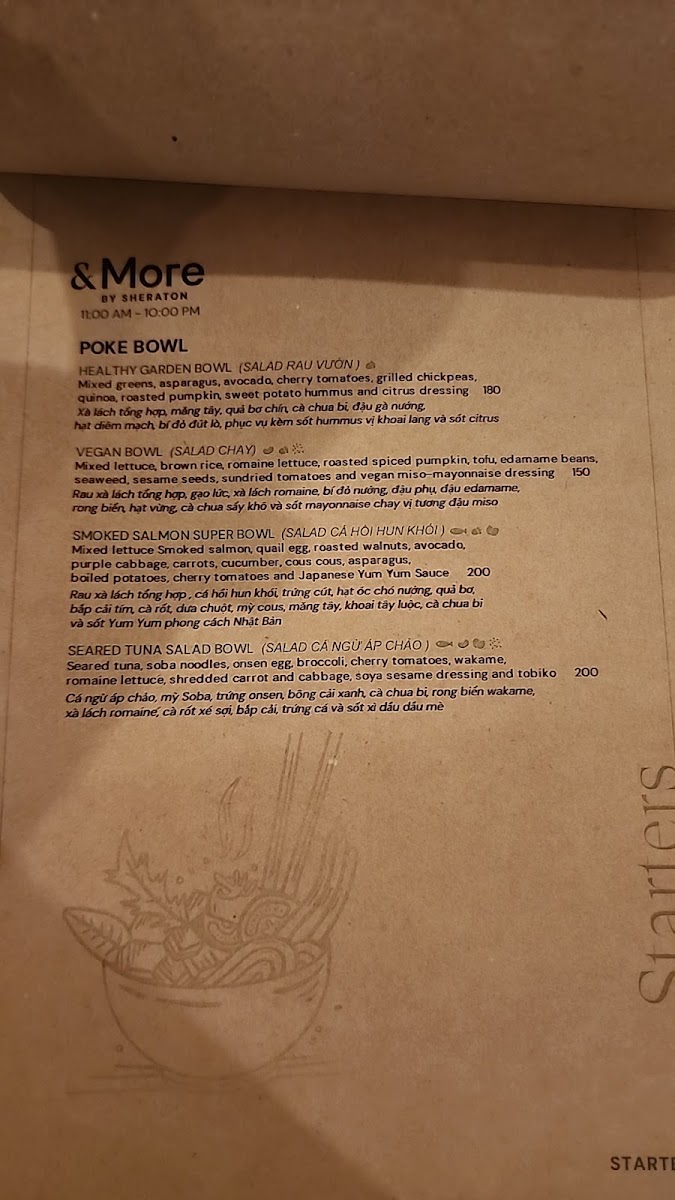 &More
BY SHERATON
11:00 AM - 10:00 PM
POKE BOWL
HEALTHY GARDEN BOWL (SALAD RAU VƯỜN )
Mixed greens, asparagus, avocado, cherry tomatoes, grilled chickpeas,
quinoa, roasted pumpkin, sweet potato hummus and citrus dressing 180
Xà lách tổng hợp, măng tây, quả bơ chín, cà chua bi, đậu gà nướng,
hạt diêm mạch, bí đỏ đút lò, phục vụ kèm sốt hummus vị khoai lang và sốt citrus
VEGAN BOWL (SALAD CHAY)
Mixed lettuce, brown rice, romaine lettuce, roasted spiced pumpkin, tofu, edamame beans,
seaweed, sesame seeds, sundried tomatoes and vegan miso-mayonnaise dressing 150
Rau xà lách tổng hợp, gạo lức, xà lách romaine, bí đỏ nướng, đậu phụ, đậu edamame,
rong biển, hạt vừng, cà chua sấy khô và sốt mayonnaise chay vị tương đậu miso
SMOKED SALMON SUPER BOWL (SALAD CÁ HỒI HUN KHÓI )
Mixed lettuce Smoked salmon, quail egg, roasted walnuts, avocado,
purple cabbage, carrots, cucumber, cous cous, asparagus,
boiled potatoes, cherry tomatoes and Japanese Yum Yum Sauce 200
Rau xà lách tổng hợp , cá hồi hun khói, trứng cút, hạt óc chó nướng, quả bơ,
bắp cải tím, cà rốt, dưa chuột, mỳ cous, măng tây, khoai tây luộc, cà chua bi
và sốt Yum Yum phong cách Nhật Bản
SEARED TUNA SALAD BOWL (SALAD CÁ NGỪ ÁP CHẢO )
Seared tuna, soba noodles, onsen egg, broccoli, cherry tomatoes, wakame,
romaine lettuce, shredded carrot and cabbage, soya sesame dressing and tobiko 200
Cá ngừ áp chảo, mỳ Soba, trứng onsen, bông cải xanh, cà chua bi, rong biển wakame,
xà lách romaine, cà rốt xé sợi, bắp cải, trứng cá và sốt xì dầu dầu mè
Starters
STARTE